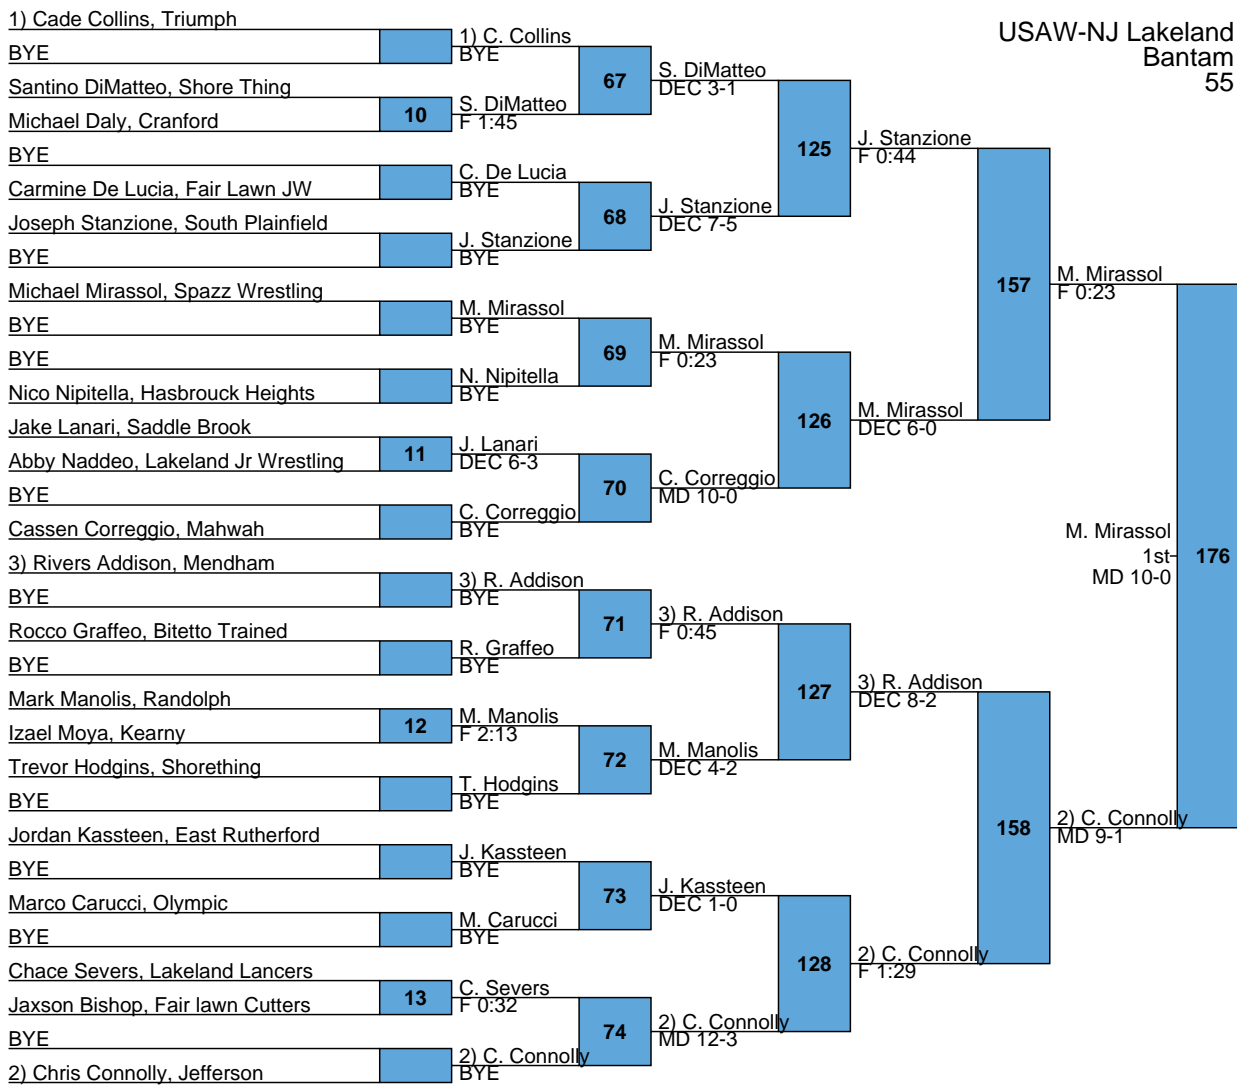 USAW-NJ Lakeland
Bantam
55
1) Cade Collins, Triumph
BYE
Santino DiMatteo, Shore Thing
Michael Daly, Cranford
BYE
Carmine De Lucia, Fair Lawn JW
Joseph Stanzione, South Plainfield
BYE
Michael Mirassol, Spazz Wrestling
BYE
BYE
Nico Nipitella, Hasbrouck Heights
Jake Lanari, Saddle Brook
Abby Naddeo, Lakeland Jr Wrestling
BYE
Cassen Correggio, Mahwah
3) Rivers Addison, Mendham
BYE
Rocco Graffeo, Bitetto Trained
BYE
Mark Manolis, Randolph
Izael Moya, Kearny
Trevor Hodgins, Shorething
BYE
Jordan Kassteen, East Rutherford
BYE
Marco Carucci, Olympic
BYE
Chace Severs, Lakeland Lancers
Jaxson Bishop, Fair lawn Cutters
BYE
2) Chris Connolly, Jefferson
10
11
12
13
1) C. Collins
BYE
S. DiMatteo
F 1:45
C. De Lucia
BYE
J. Stanzione
BYE
M. Mirassol
BYE
N. Nipitella
BYE
J. Lanari
DEC 6-3
C. Correggio
BYE
3) R. Addison
BYE
R. Graffeo
BYE
M. Manolis
F 2:13
T. Hodgins
BYE
J. Kassteen
BYE
M. Carucci
BYE
C. Severs
F 0:32
2) C. Connolly
BYE
67
68
69
70
71
72
73
74
S. DiMatteo
DEC 3-1
J. Stanzione
DEC 7-5
M. Mirassol
F 0:23
C. Correggio
MD 10-0
3) R. Addison
F 0:45
M. Manolis
DEC 4-2
J. Kassteen
DEC 1-0
2) C. Connolly
MD 12-3
125
126
127
128
J. Stanzione
F 0:44
M. Mirassol
DEC 6-0
3) R. Addison
DEC 8-2
2) C. Connolly
F 1:29
157
158
M. Mirassol
F 0:23
2) C. Connolly
MD 9-1
176
M. Mirassol
1st
MD 10-0